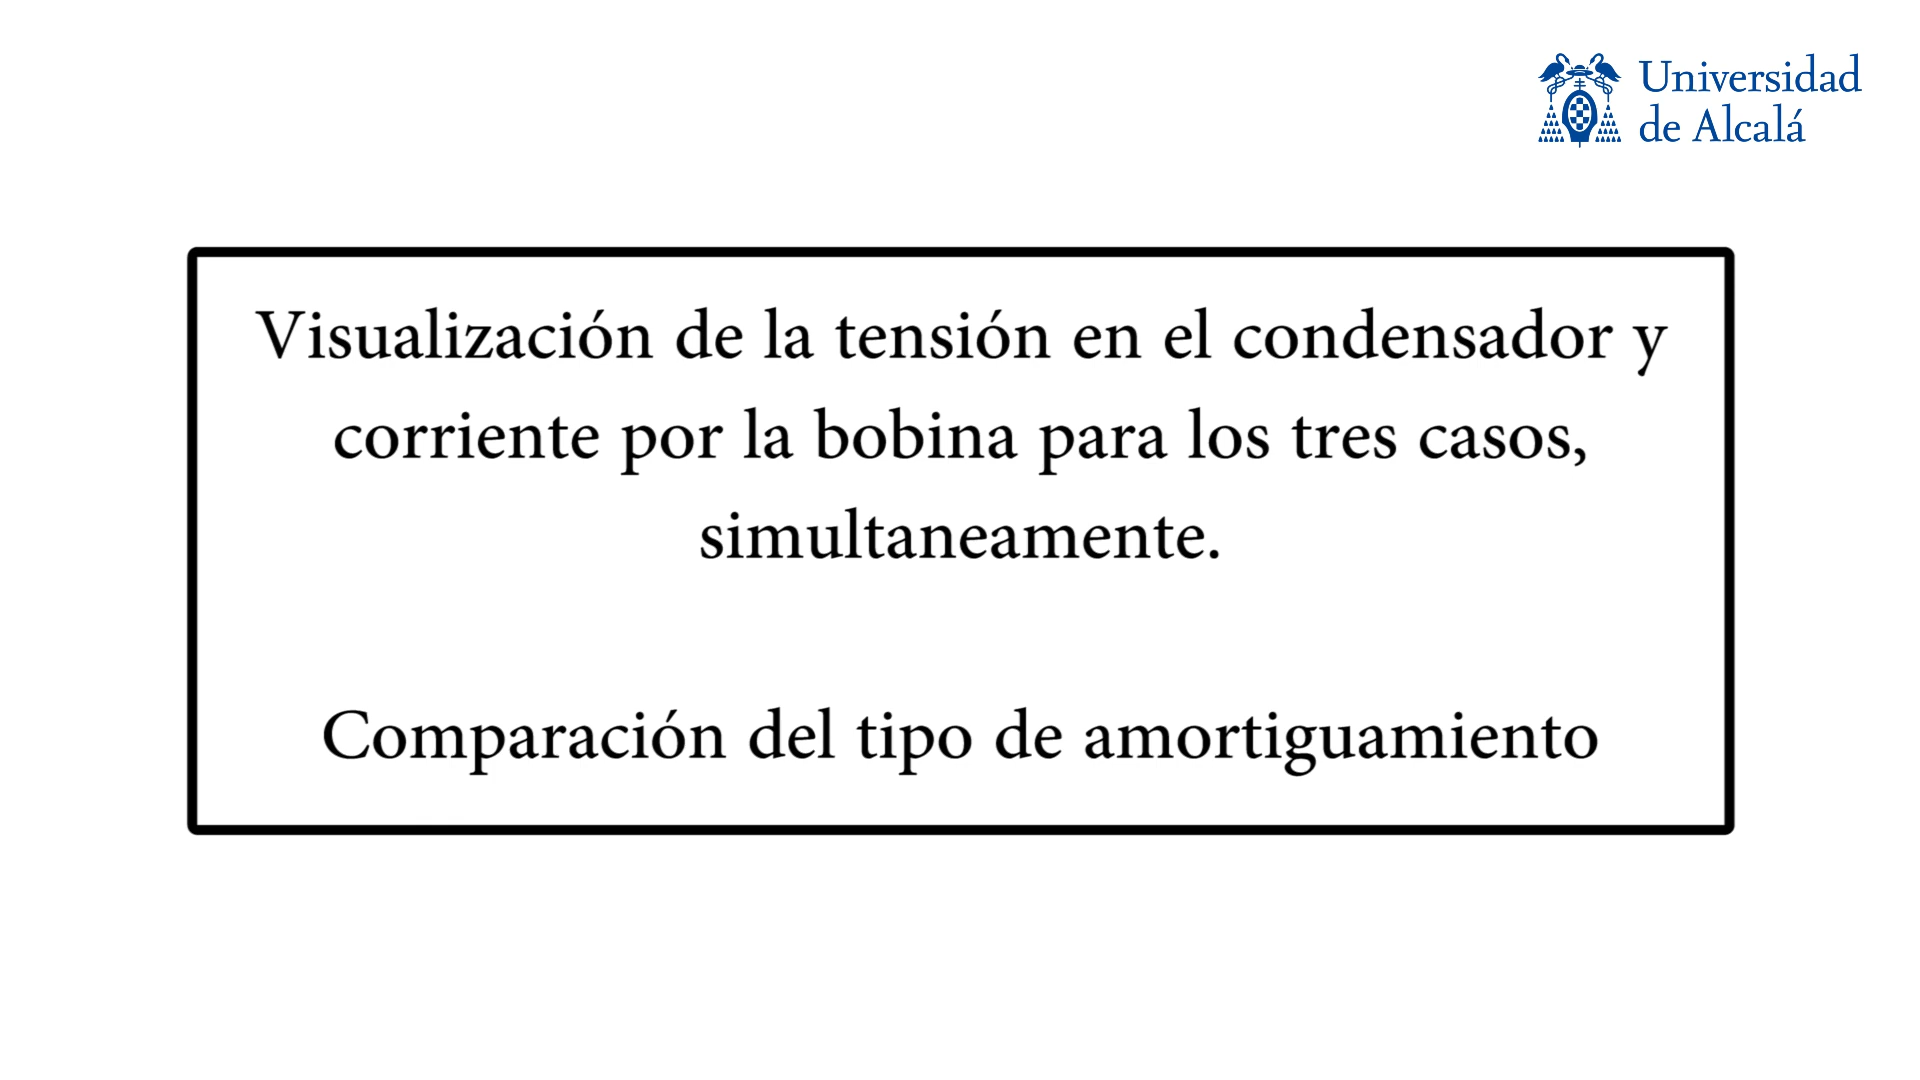 Universidad
de Alcalá
Visualización de la tensión en el condensador y
corriente por la bobina para los tres casos,
simultaneamente.
Comparación del tipo de amortiguamiento